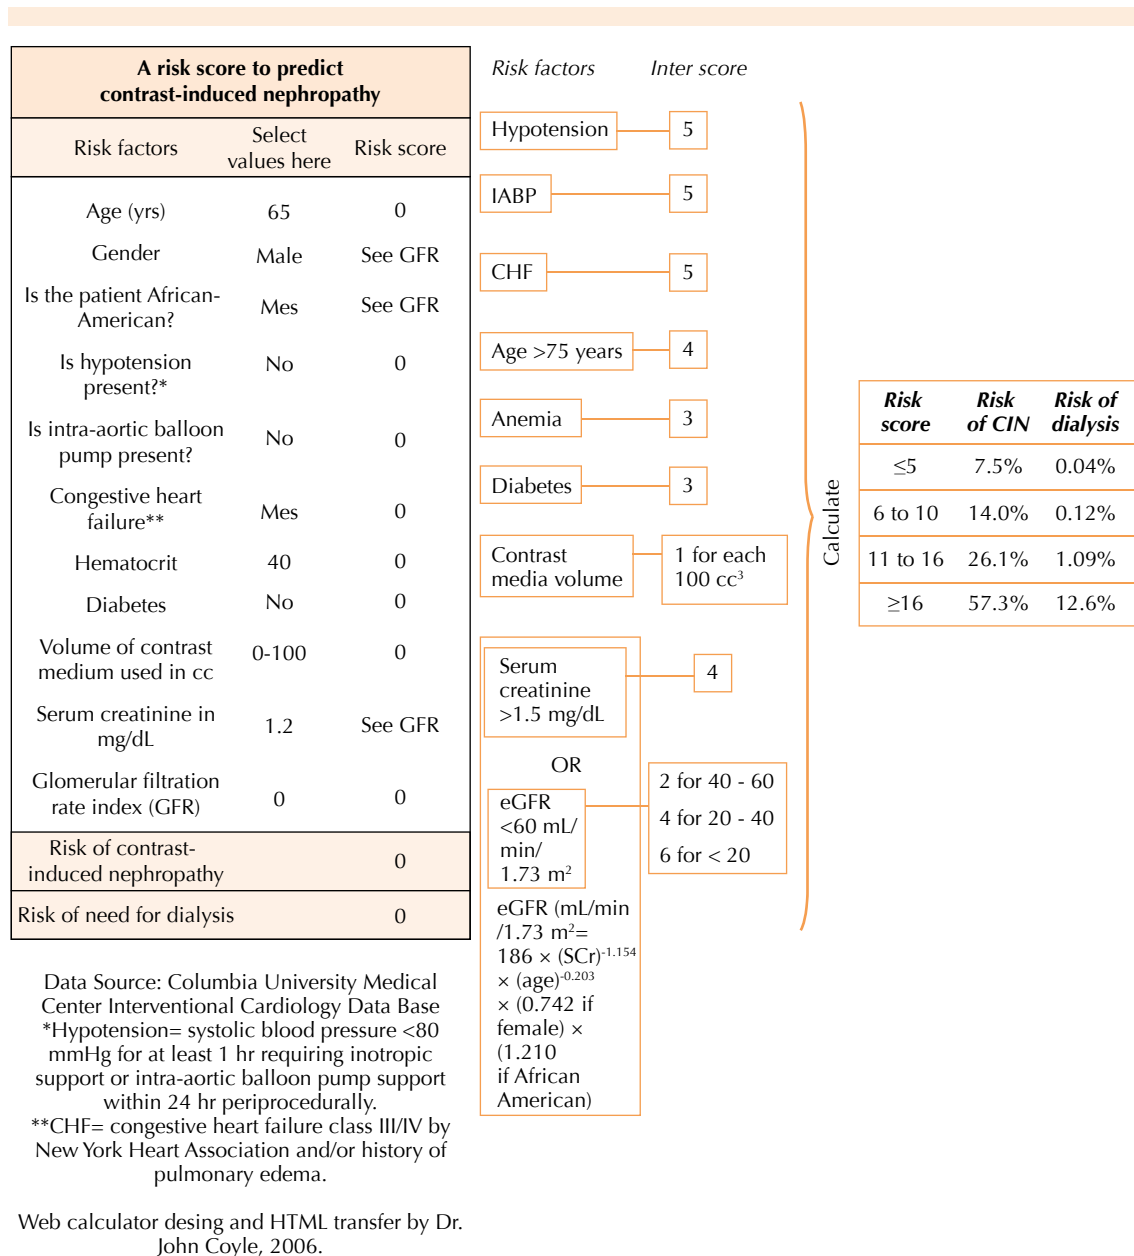 A risk score to predict
contrast-induced nephropathy
Risk factors Select values here Risk score
Age (yrs) 65 0
Gender Male See GFR
Is the patient African-
American? Mes See GFR
Is hypotension
present?* No 0
Is intra-aortic balloon
pump present? No 0
Congestive heart
failure** Mes 0
Hematocrit 40 0
Diabetes No 0
Volume of contrast
medium used in cc 0-100 0
Serum creatinine in
mg/dL 1.2 See GFR
Glomerular filtration
rate index (GFR) 0 0
Risk of contrast-
induced nephropathy 0
Risk of need for dialysis 0
Data Source: Columbia University Medical
Center Interventional Cardiology Data Base
*Hypotension= systolic blood pressure <80
mmHg for at least 1 hr requiring inotropic
support or intra-aortic balloon pump support
within 24 hr periprocedurally.
**CHF= congestive heart failure class III/IV by
New York Heart Association and/or history of
pulmonary edema.
Web calculator desing and HTML transfer by Dr.
John Coyle, 2006.
Risk factors Inter score
Hypotension 5
IABP 5
CHF 5
Age >75 years 4
Anemia 3
Diabetes 3
Contrast
media volume
1 for each
100 cc³
Serum
creatinine
>1.5 mg/dL
4
OR
eGFR
<60 mL/
min/
1.73 m²
2 for 40 - 60
4 for 20 - 40
6 for < 20
eGFR (mL/min
/1.73 m²=
186 × (SCr)⁻¹·¹⁵⁴
× (age)⁻⁰·²⁰³
× (0.742 if
female) ×
(1.210
if African
American)
Calculate
Risk score Risk of CIN Risk of dialysis
≤5 7.5% 0.04%
6 to 10 14.0% 0.12%
11 to 16 26.1% 1.09%
≥16 57.3% 12.6%